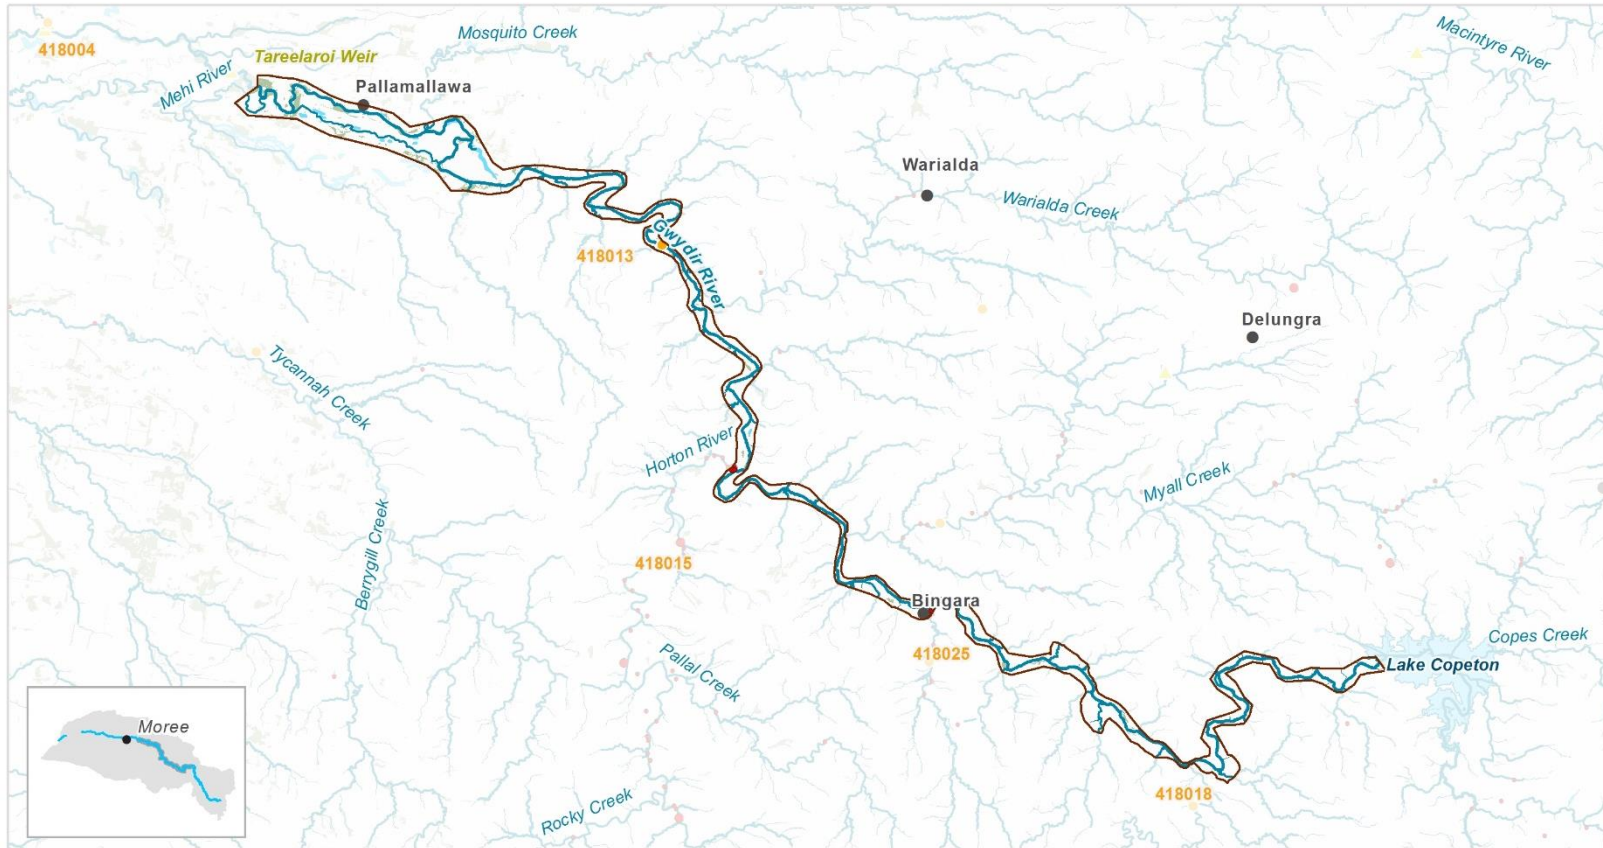 Macintyre River
Mosquito Creek
418004
Tareelaroi Weir
Mehi River
Pallamallawa
Warialda
Warialda Creek
Gwydir River
418013
Delungra
Tycannah Creek
Horton River
Myall Creek
Berrygill Creek
418015
Bingara
Copes Creek
418025
Lake Copeton
Pallal Creek
Moree
418018
Rocky Creek